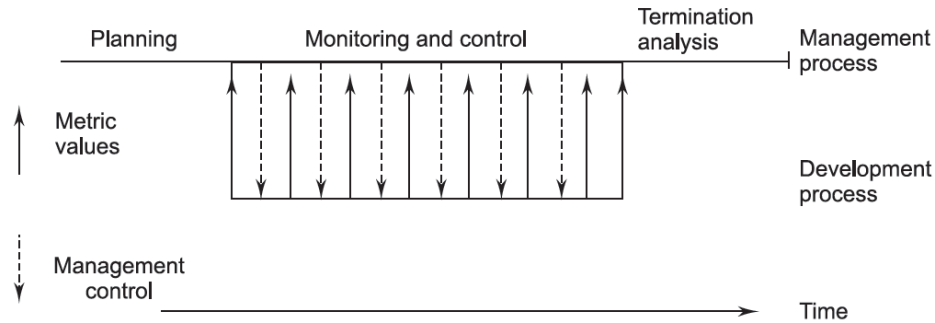 Planning
Monitoring and control
Termination
analysis
Management
process
Metric
values
Development
process
Management
control
Time